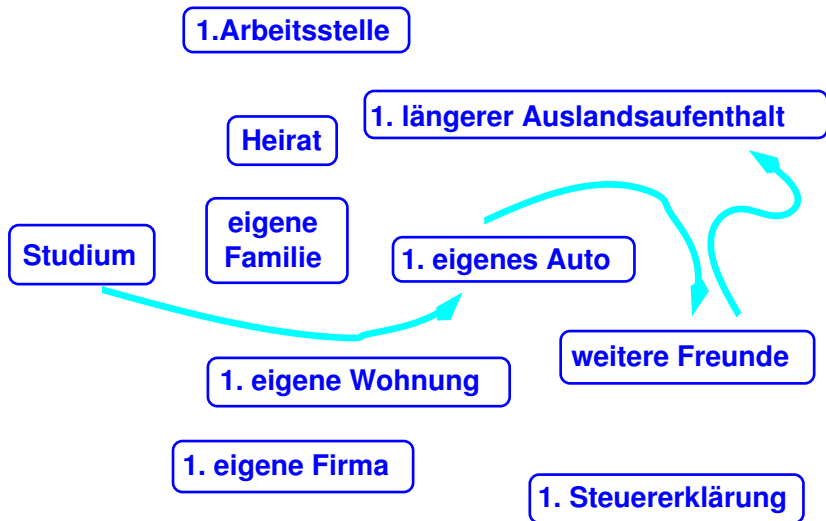 1.Arbeitsstelle
1. längerer Auslandsaufenthalt
Heirat
eigene
Familie
Studium
1. eigenes Auto
weitere Freunde
1. eigene Wohnung
1. eigene Firma
1. Steuererklärung